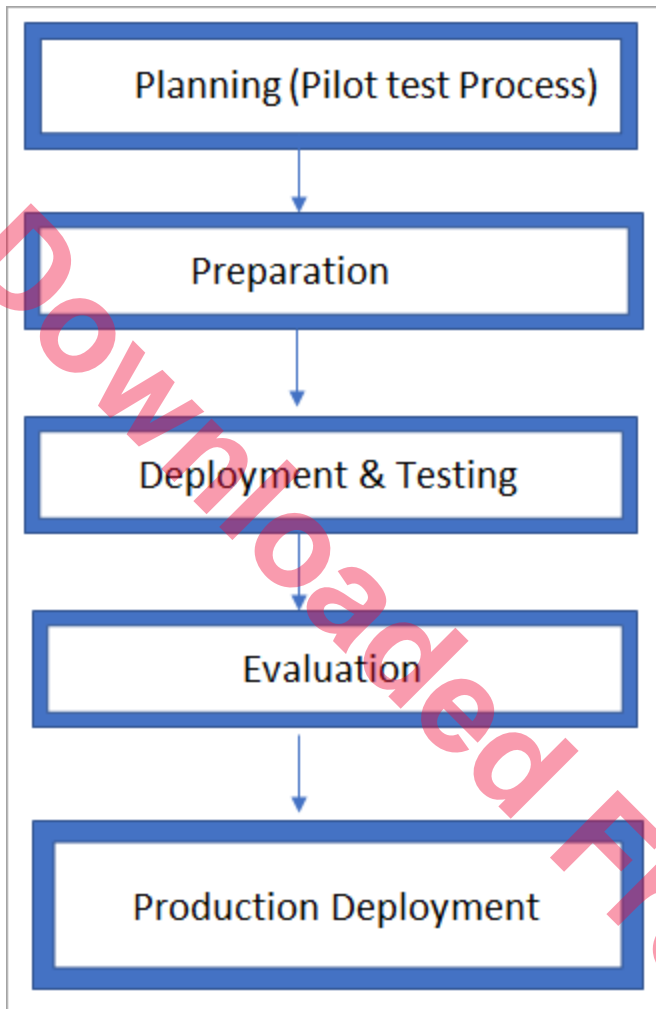 Planning (Pilot test Process)
Preparation
Deployment & Testing
Evaluation
Production Deployment
Downloaded